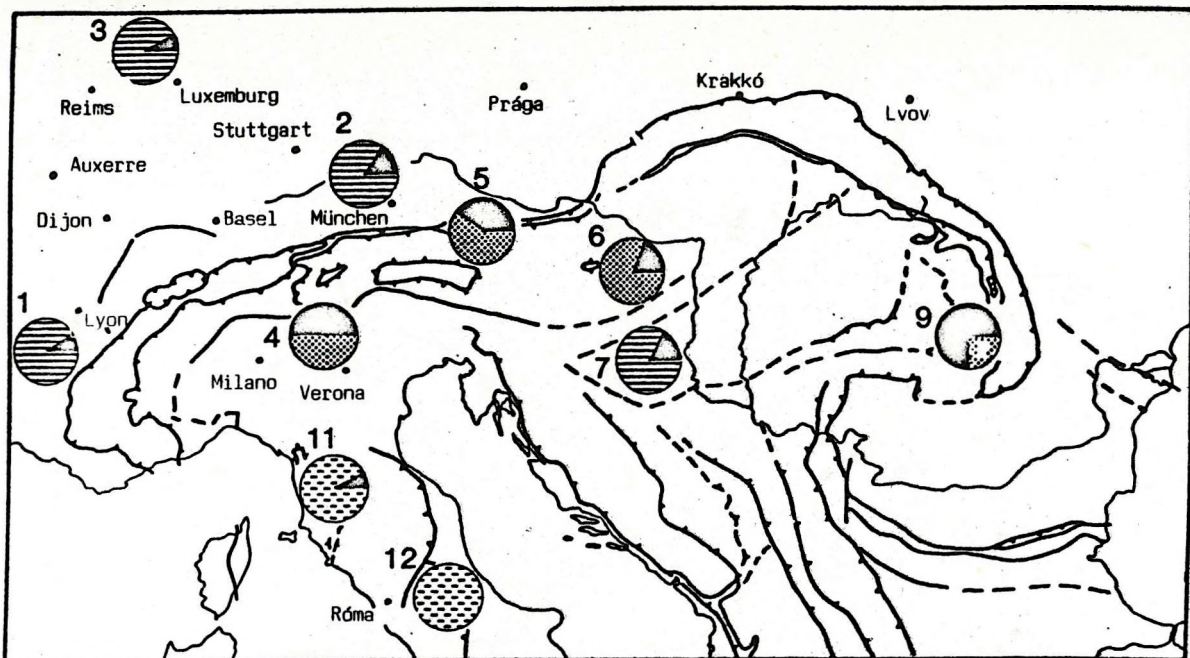 3
Reims
Luxemburg
Prága
Krakkó
Lvov
Stuttgart
2
Auxerre
5
Dijon
Basel
München
6
1
Lyon
4
9
7
Milano
Verona
11
12
Róma